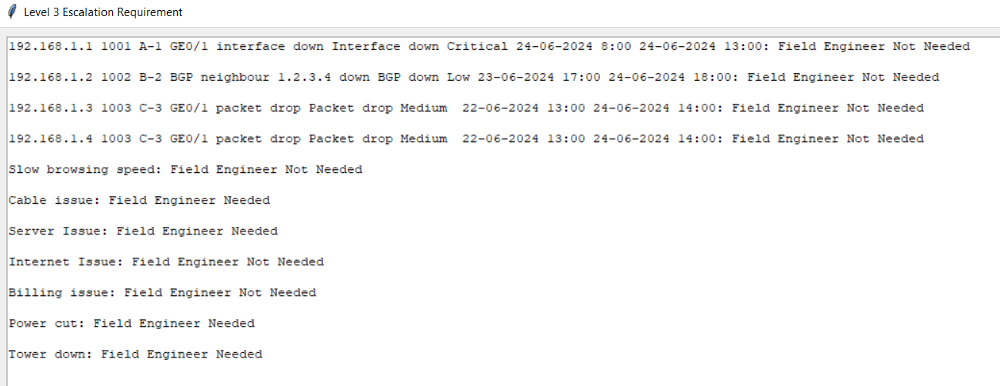 Level 3 Escalation Requirement
192.168.1.1 1001 A-1 GE0/1 interface down Interface down Critical 24-06-2024 8:00 24-06-2024 13:00: Field Engineer Not Needed
192.168.1.2 1002 B-2 BGP neighbour 1.2.3.4 down BGP down Low 23-06-2024 17:00 24-06-2024 18:00: Field Engineer Not Needed
192.168.1.3 1003 C-3 GE0/1 packet drop Packet drop Medium  22-06-2024 13:00 24-06-2024 14:00: Field Engineer Not Needed
192.168.1.4 1003 C-3 GE0/1 packet drop Packet drop Medium  22-06-2024 13:00 24-06-2024 14:00: Field Engineer Not Needed
Slow browsing speed: Field Engineer Not Needed
Cable issue: Field Engineer Needed
Server Issue: Field Engineer Needed
Internet Issue: Field Engineer Not Needed
Billing issue: Field Engineer Not Needed
Power cut: Field Engineer Needed
Tower down: Field Engineer Needed